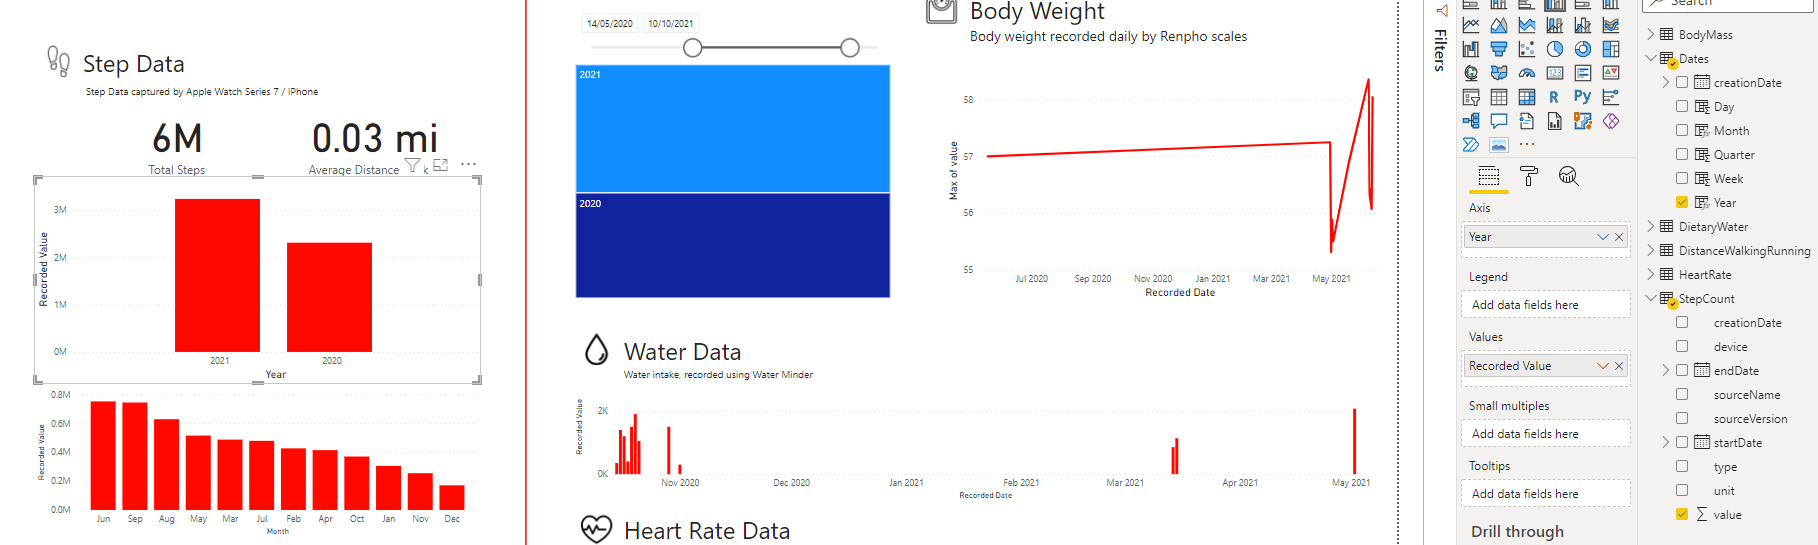 Step Data
Step Data captured by Apple Watch Series 7 / iPhone
6M
Total Steps
0.03 mi
Average Distance
k
3M
2M
1M
0M
Recorded Value
2021
2020
Year
0.8M
0.6M
0.4M
0.2M
0.0M
Recorded Value
Jun Sep Aug May Mar Jul Feb Apr Oct Jan Nov Dec
Month
14/05/2020
10/10/2021
2021
2020
Body Weight
Body weight recorded daily by Renpho scales
58
57
56
55
Max of value
Jul 2020 Sep 2020 Nov 2020 Jan 2021 Mar 2021 May 2021
Recorded Date
Water Data
Water intake, recorded using Water Minder
2K
0K
Recorded Value
Nov 2020 Dec 2020 Jan 2021 Feb 2021 Mar 2021 Apr 2021 May 2021
Recorded Date
Heart Rate Data
Filters
123
R
Py
Axis
Year
Legend
Add data fields here
Values
Recorded Value
Small multiples
Add data fields here
Tooltips
Add data fields here
Drill through
Search
BodyMass
Dates
creationDate
Day
Month
Quarter
Week
Year
DietaryWater
DistanceWalkingRunning
HeartRate
StepCount
creationDate
device
endDate
sourceName
sourceVersion
startDate
type
unit
value